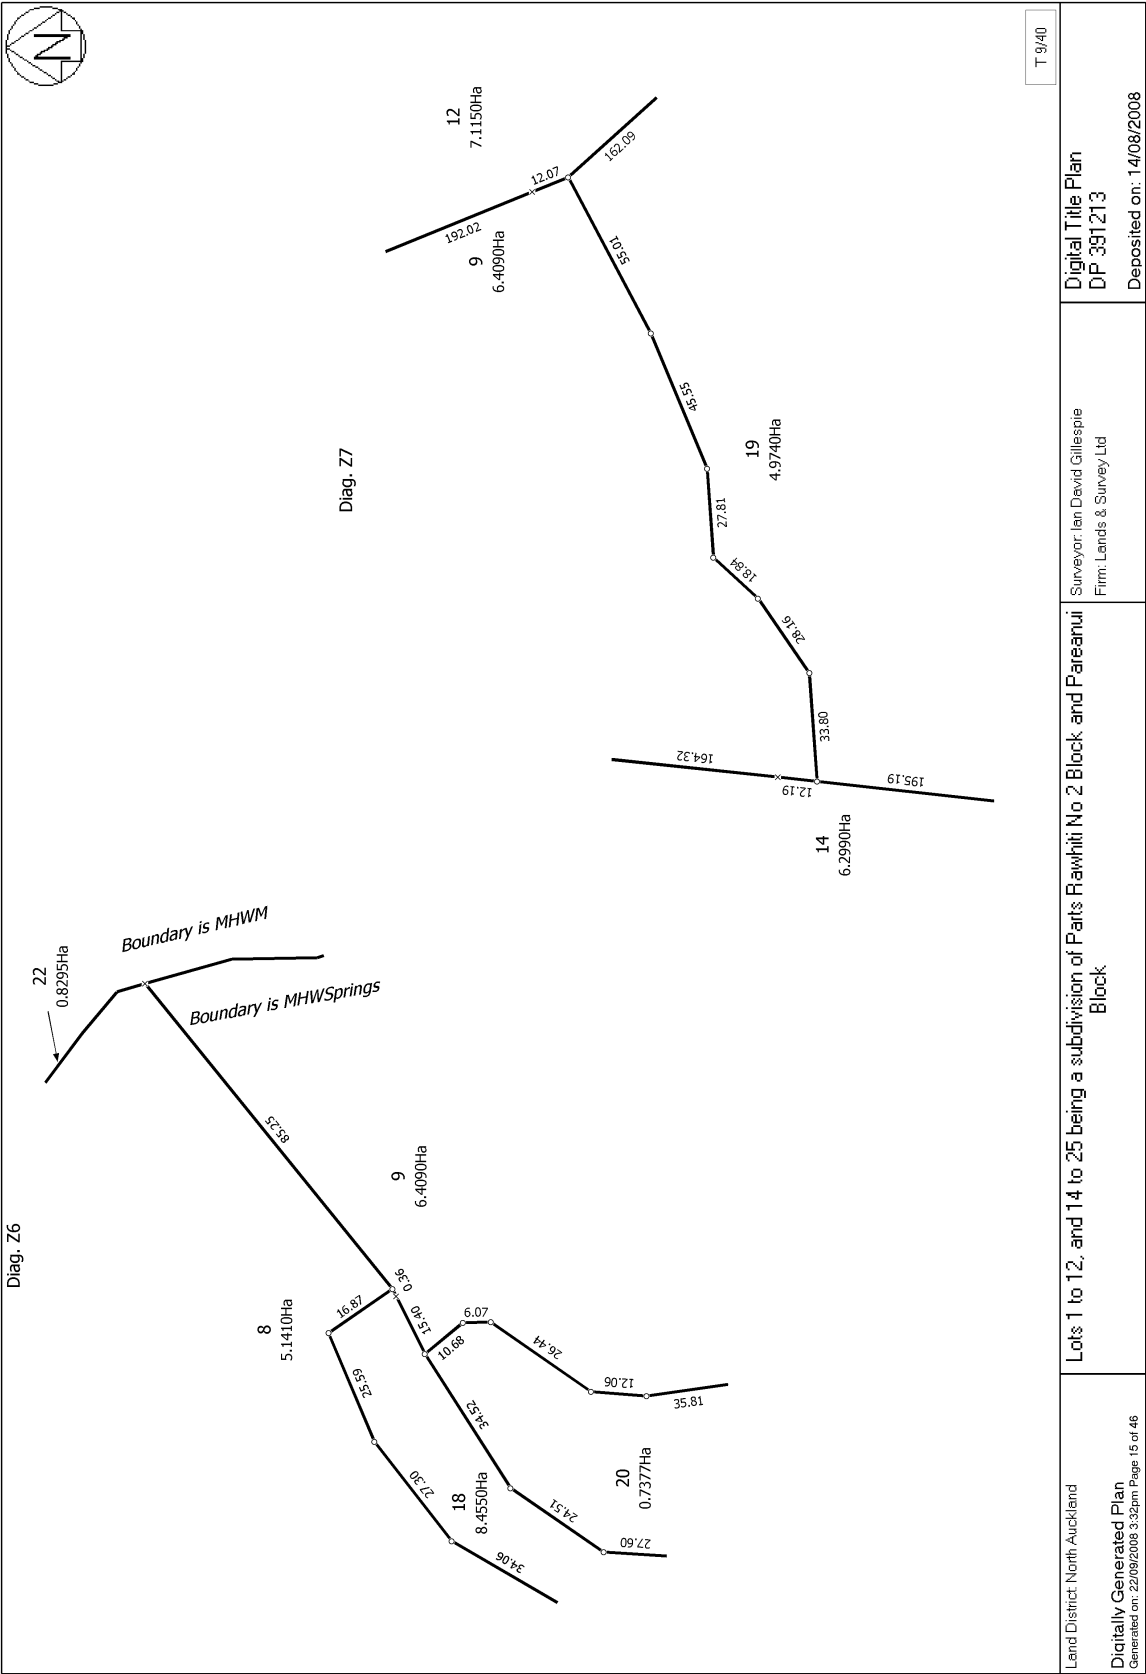 N
Diag. Z6
22
0.8295Ha
Boundary is MHWM
Boundary is MHWSprings
85.25
8
5.1410Ha
9
6.4090Ha
0.36
16.87
15.40
25.59
10.68
6.07
26.44
12.06
35.81
34.52
27.30
18
8.4550Ha
24.51
27.60
34.06
20
0.7377Ha
Diag. Z7
12
7.1150Ha
192.02
12.07
162.09
9
6.4090Ha
55.01
45.55
19
4.9740Ha
27.81
18.84
28.16
33.80
164.32
12.19
195.19
14
6.2990Ha
T 9/40
Land District: North Auckland
Digitally Generated Plan
Generated on: 22/09/2008 3:32pm Page 15 of 46
Lots 1 to 12, and 14 to 25 being a subdivision of Parts Rawhiti No 2 Block and Pareanui
Block
Surveyor: Ian David Gillespie
Firm: Lands & Survey Ltd
Digital Title Plan
DP 391213
Deposited on: 14/08/2008